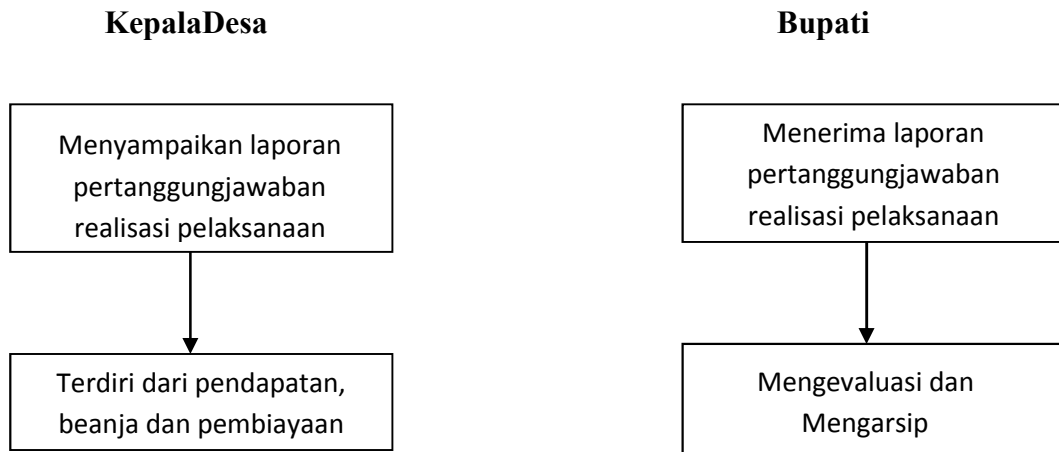 KepalaDesa
Bupati
Menyampaikan laporan
pertanggungjawaban
realisasi pelaksanaan
Menerima laporan
pertanggungjawaban
realisasi pelaksanaan
Terdiri dari pendapatan,
beanja dan pembiayaan
Mengevaluasi dan
Mengarsip